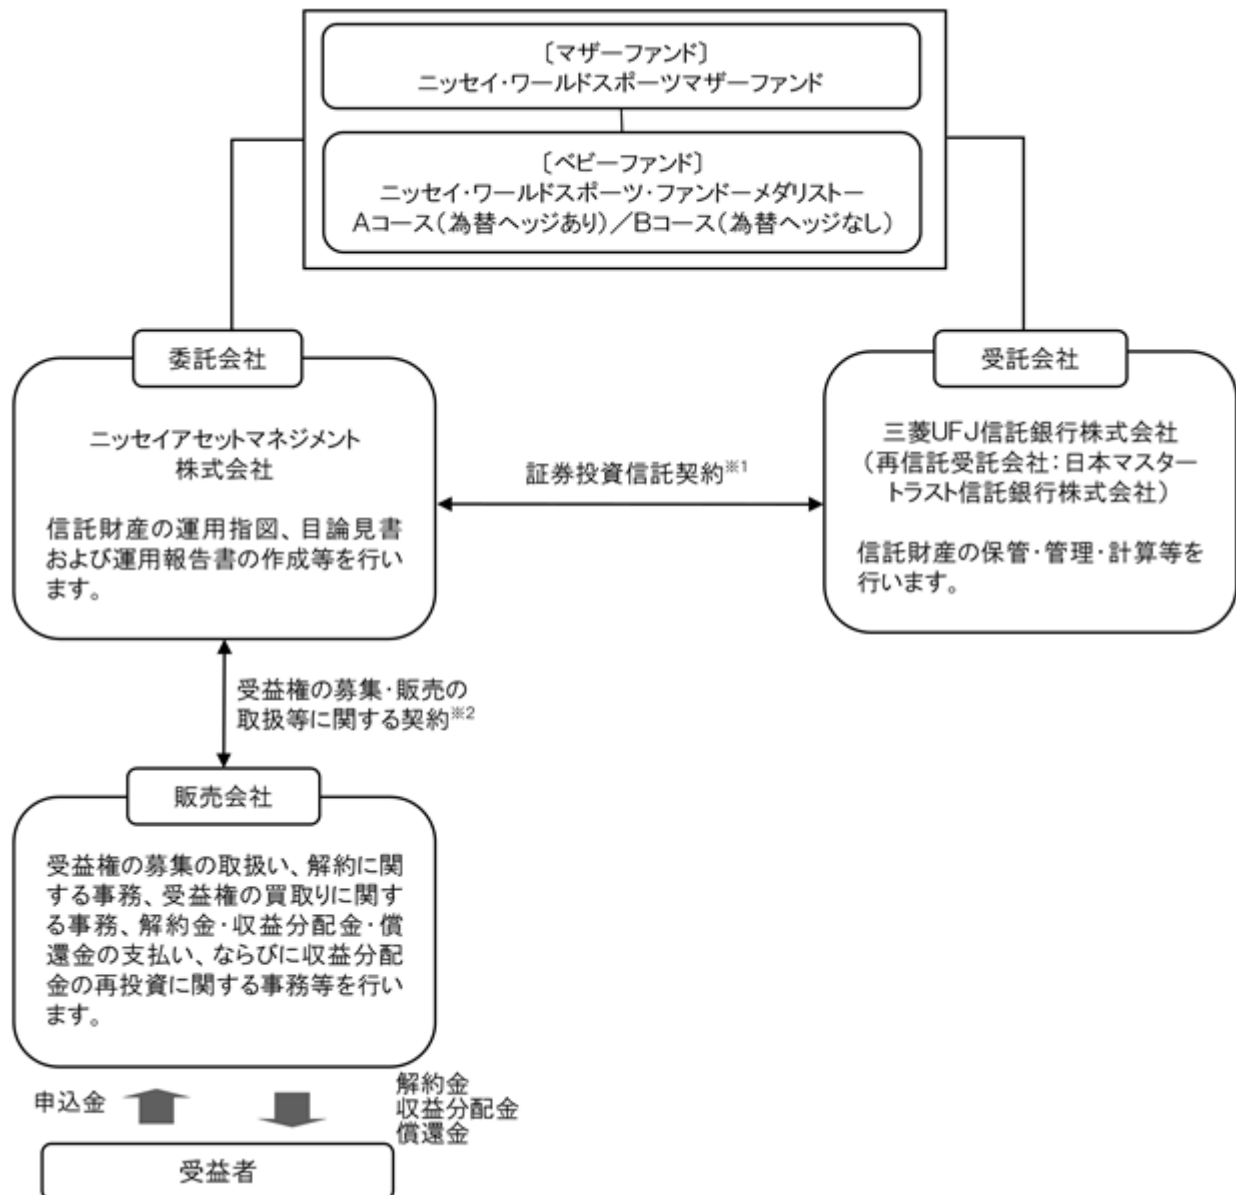 〔マザーファンド〕
ニッセイ・ワールドスポーツマザーファンド
〔ベビーファンド〕
ニッセイ・ワールドスポーツ・ファンドーメダリストー
Aコース（為替ヘッジあり）／Bコース（為替ヘッジなし）
委託会社
ニッセイアセットマネジメント
株式会社
信託財産の運用指図、目論見書
および運用報告書の作成等を行い
ます。
証券投資信託契約※1
受託会社
三菱UFJ信託銀行株式会社
（再信託受託会社：日本マスター
トラスト信託銀行株式会社）
信託財産の保管・管理・計算等を
行います。
受益権の募集・販売の
取扱等に関する契約※2
販売会社
受益権の募集の取扱い、解約に関
する事務、受益権の買取りに関す
る事務、解約金・収益分配金・償
還金の支払い、ならびに収益分配
金の再投資に関する事務等を行い
ます。
申込金
解約金
収益分配金
償還金
受益者